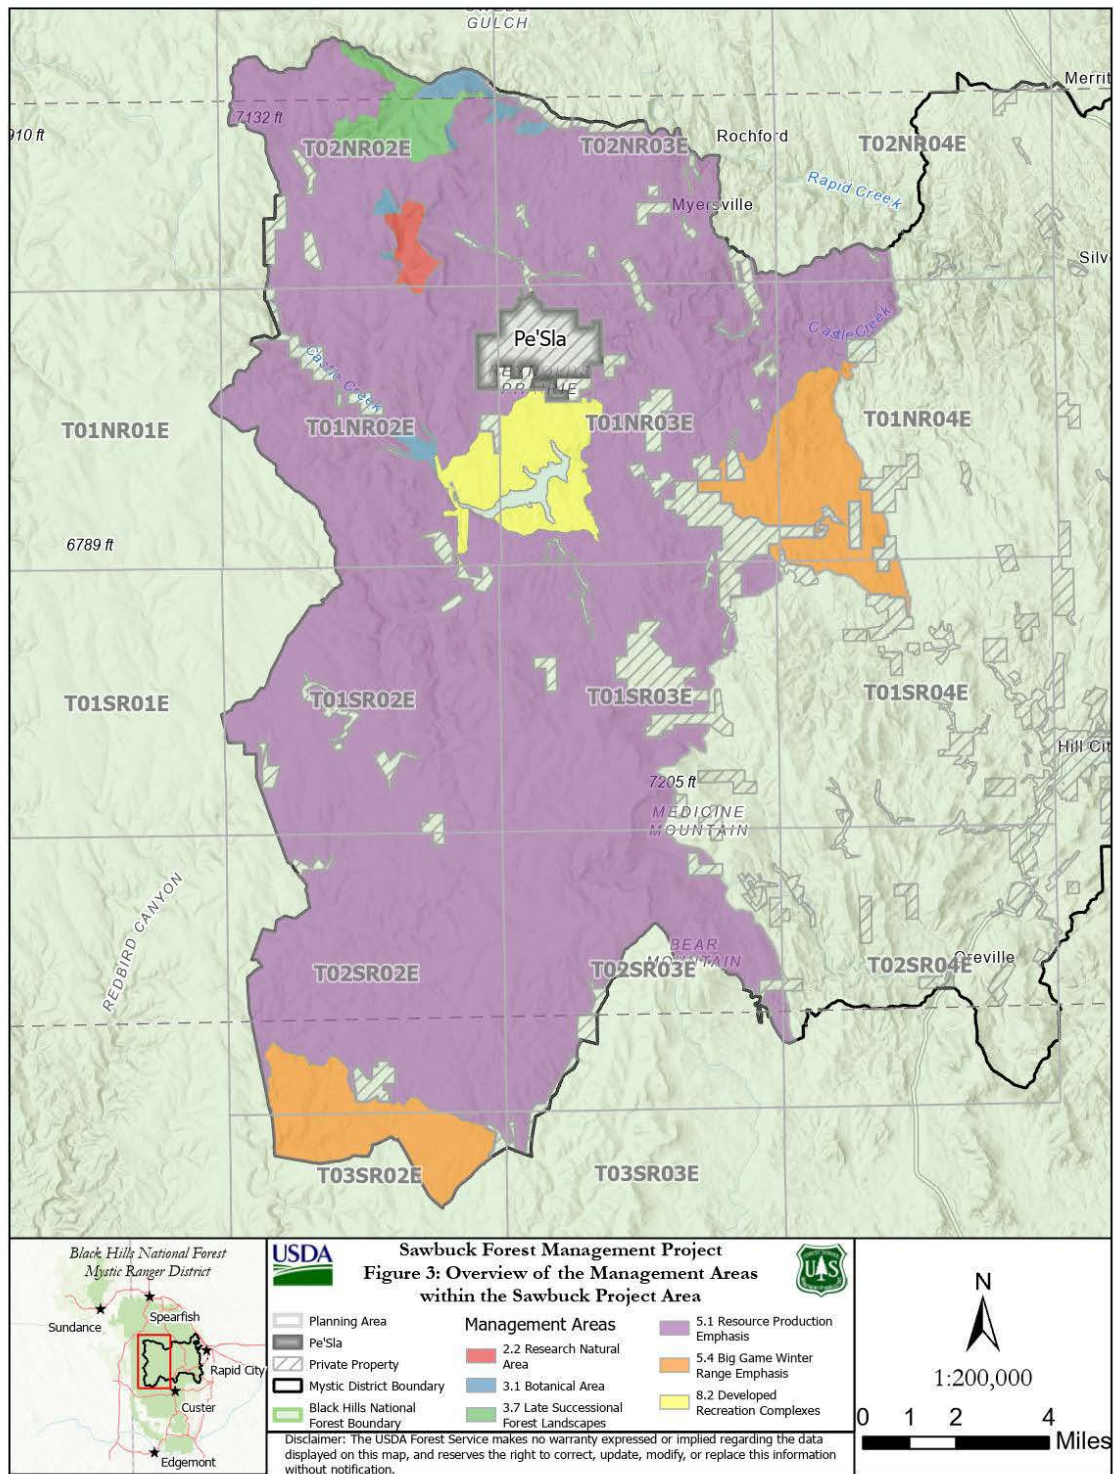 GULCH
Merrit
7132 ft
910 ft
T02NR02E
T02NR03E
Rochford
T02NR04E
Rapid Creek
Myersville
Silv
Castle Creek
Pe'Sla
PRAIRIE
Castle Creek
T01NR01E
T01NR02E
T01NR03E
T01NR04E
6789 ft
T01SR01E
T01SR02E
T01SR03E
T01SR04E
Hill Cit
7205 ft
MEDICINE
MOUNTAIN
REDBIRD CANYON
BEAR
MOUNTAIN
T02SR02E
T02SR03E
T02SR04E
Oreville
T03SR02E
T03SR03E
Black Hills National Forest
Mystic Ranger District
Spearfish
Sundance
Rapid City
Custer
Edgemont
USDA
Sawbuck Forest Management Project
Figure 3: Overview of the Management Areas
within the Sawbuck Project Area
FOREST SERVICE
U S
Planning Area
Pe'Sla
Private Property
Mystic District Boundary
Black Hills National
Forest Boundary
Management Areas
2.2 Research Natural
Area
3.1 Botanical Area
3.7 Late Successional
Forest Landscapes
5.1 Resource Production
Emphasis
5.4 Big Game Winter
Range Emphasis
8.2 Developed
Recreation Complexes
Disclaimer: The USDA Forest Service makes no warranty expressed or implied regarding the data
displayed on this map, and reserves the right to correct, update, modify, or replace this information
without notification.
N
1:200,000
0 1 2 4
Miles